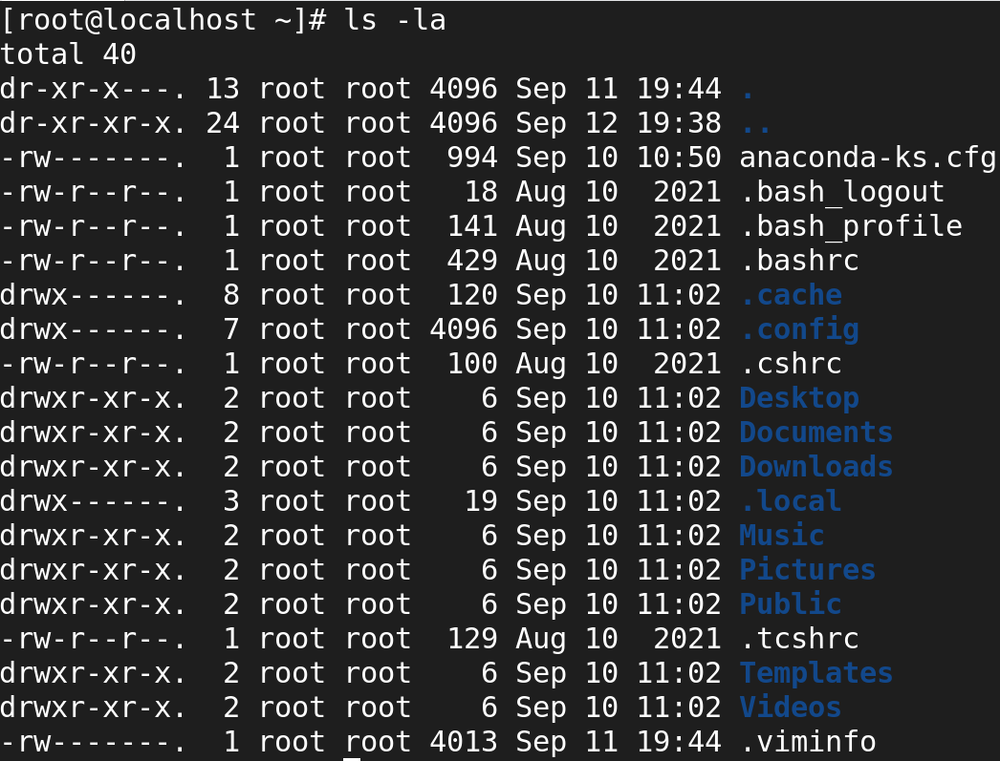 [root@localhost ~]# ls -la
total 40
dr-xr-x---. 13 root root 4096 Sep 11 19:44 .
dr-xr-xr-x. 24 root root 4096 Sep 12 19:38 ..
-rw-------.  1 root root  994 Sep 10 10:50 anaconda-ks.cfg
-rw-r--r--.  1 root root   18 Aug 10  2021 .bash_logout
-rw-r--r--.  1 root root  141 Aug 10  2021 .bash_profile
-rw-r--r--.  1 root root  429 Aug 10  2021 .bashrc
drwx------.  8 root root  120 Sep 10 11:02 .cache
drwx------.  7 root root 4096 Sep 10 11:02 .config
-rw-r--r--.  1 root root  100 Aug 10  2021 .cshrc
drwxr-xr-x.  2 root root    6 Sep 10 11:02 Desktop
drwxr-xr-x.  2 root root    6 Sep 10 11:02 Documents
drwxr-xr-x.  2 root root    6 Sep 10 11:02 Downloads
drwx------.  3 root root   19 Sep 10 11:02 .local
drwxr-xr-x.  2 root root    6 Sep 10 11:02 Music
drwxr-xr-x.  2 root root    6 Sep 10 11:02 Pictures
drwxr-xr-x.  2 root root    6 Sep 10 11:02 Public
-rw-r--r--.  1 root root  129 Aug 10  2021 .tcshrc
drwxr-xr-x.  2 root root    6 Sep 10 11:02 Templates
drwxr-xr-x.  2 root root    6 Sep 10 11:02 Videos
-rw-------.  1 root root 4013 Sep 11 19:44 .viminfo